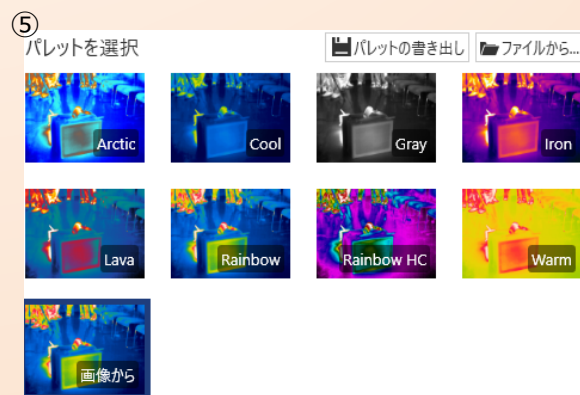 ⑤
パレットを選択
パレットの書き出し
ファイルから...
Arctic
Cool
Gray
Iron
Lava
Rainbow
Rainbow HC
Warm
画像から